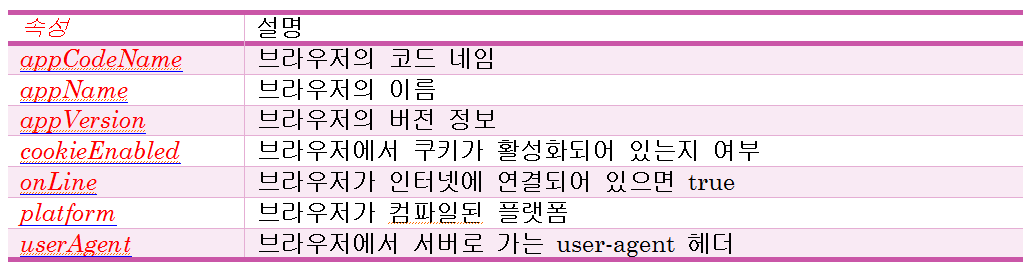 속성 설명
appCodeName 브라우저의 코드 네임
appName 브라우저의 이름
appVersion 브라우저의 버전 정보
cookieEnabled 브라우저에서 쿠키가 활성화되어 있는지 여부
onLine 브라우저가 인터넷에 연결되어 있으면 true
platform 브라우저가 컴파일된 플랫폼
userAgent 브라우저에서 서버로 가는 user-agent 헤더